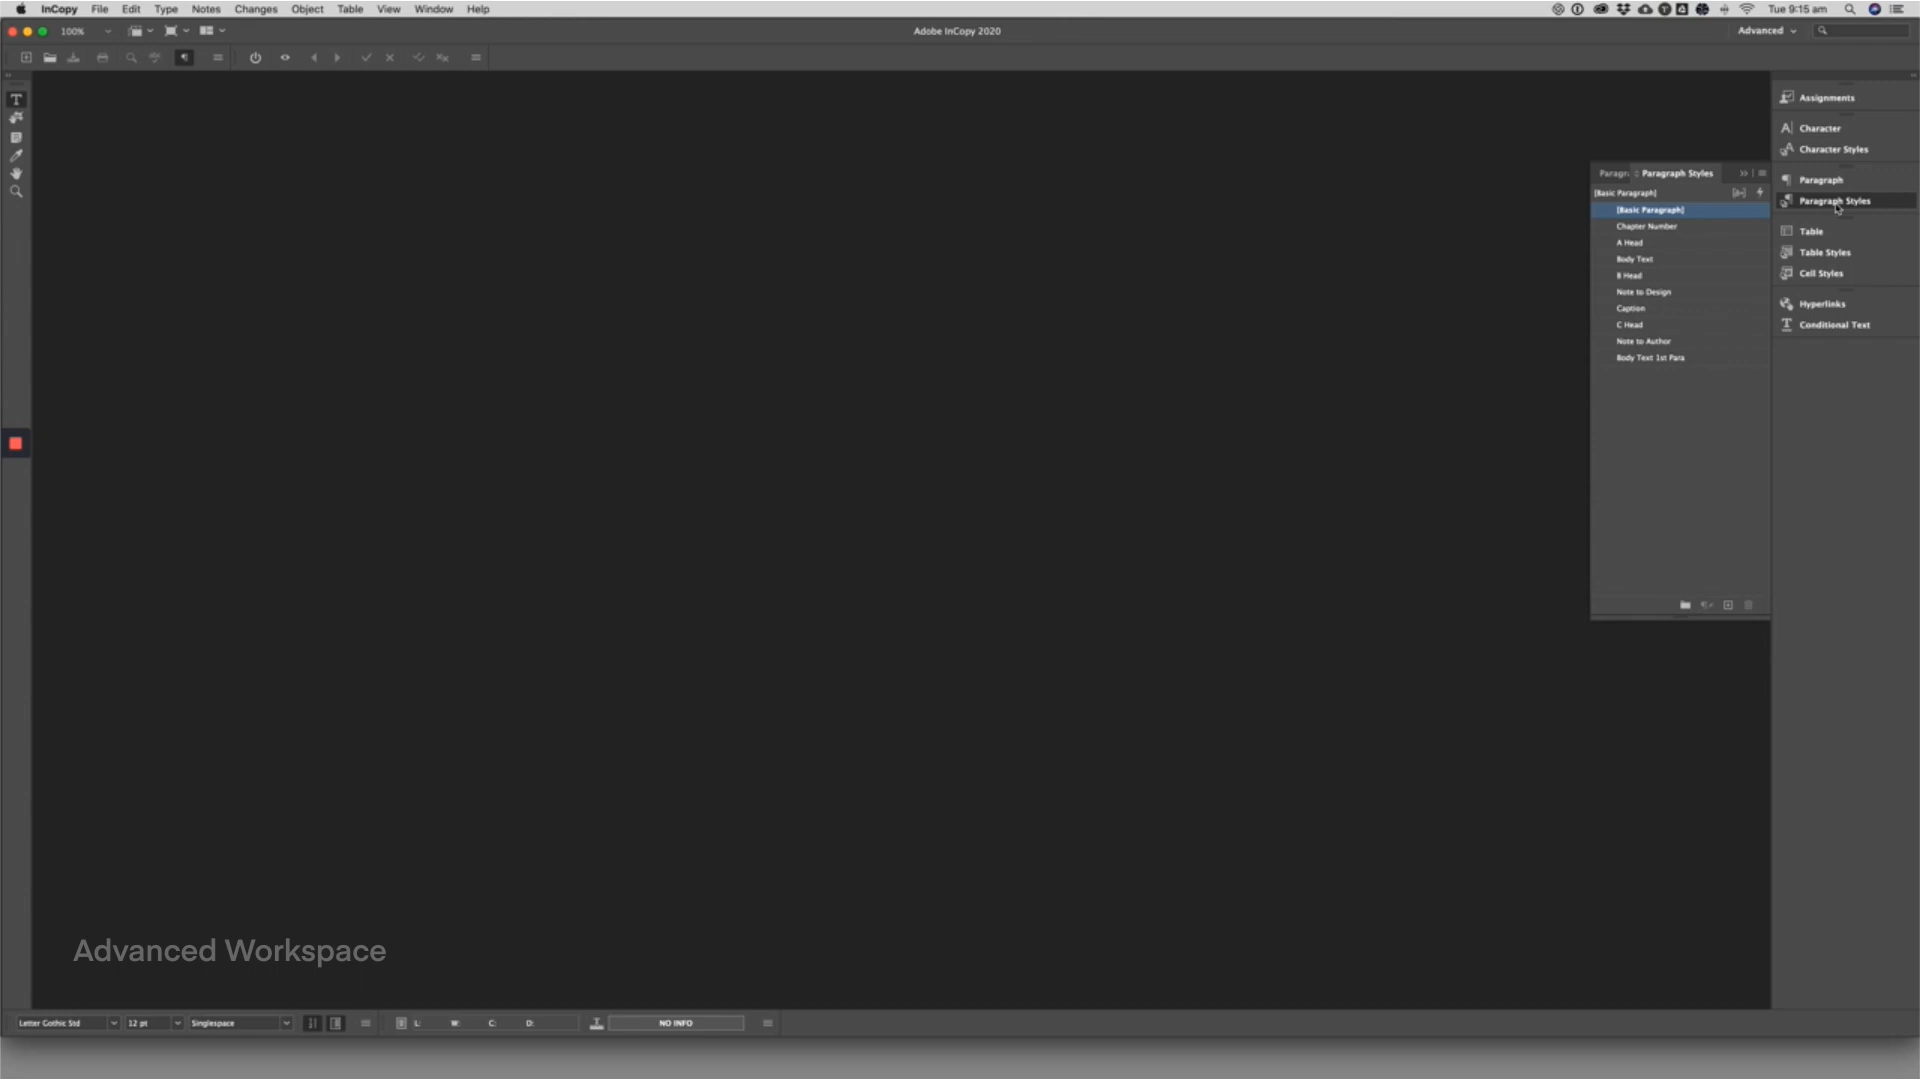 InCopy File Edit Type Notes Changes Object Table View Window Help Tue 9:15 am
100% Adobe InCopy 2020 Advanced
Assignments
Character
Character Styles
Paragr Paragraph Styles
Paragraph
[Basic Paragraph]
Paragraph Styles
[Basic Paragraph]
Chapter Number
A Head
Body Text
B Head
Note to Design
Caption
C Head
Note to Author
Body Text 1st Para
Table
Table Styles
Cell Styles
Hyperlinks
Conditional Text
Advanced Workspace
Letter Gothic Std 12 pt Singlespace L: W: C: D: NO INFO